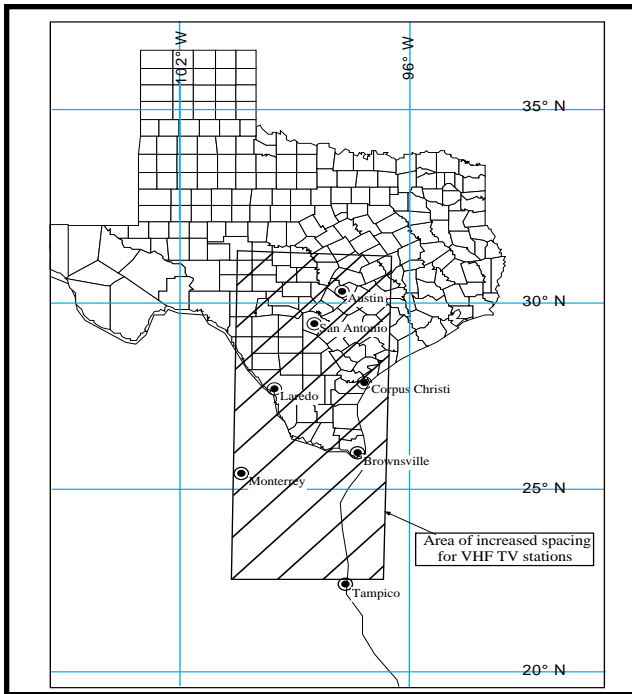 102° W
96° W
35° N
30° N
Austin
San Antonio
Corpus Christi
Laredo
Brownsville
Monterrey
25° N
Area of increased spacing
for VHF TV stations
Tampico
20° N